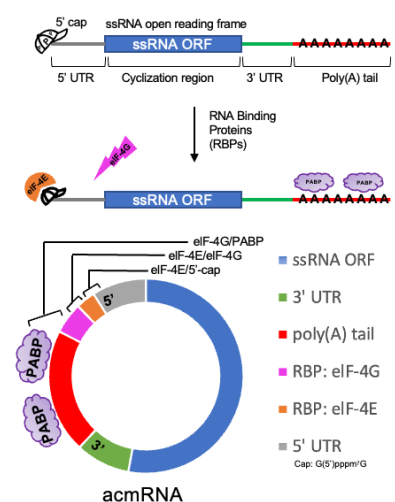 5' cap
ssRNA open reading frame
ssRNA ORF
A A A A A A A A
5' UTR
Cyclization region
3' UTR
Poly(A) tail
RNA Binding
Proteins
(RBPs)
eIF-4E
eIF-4G
PABP
PABP
ssRNA ORF
A A A A A A A A
eIF-4G/PABP
eIF-4E/eIF-4G
eIF-4E/5'-cap
5'
PABP
PABP
3'
ssRNA ORF
3' UTR
poly(A) tail
RBP: eIF-4G
RBP: eIF-4E
5' UTR
Cap: G(5')pppm²G
acmRNA